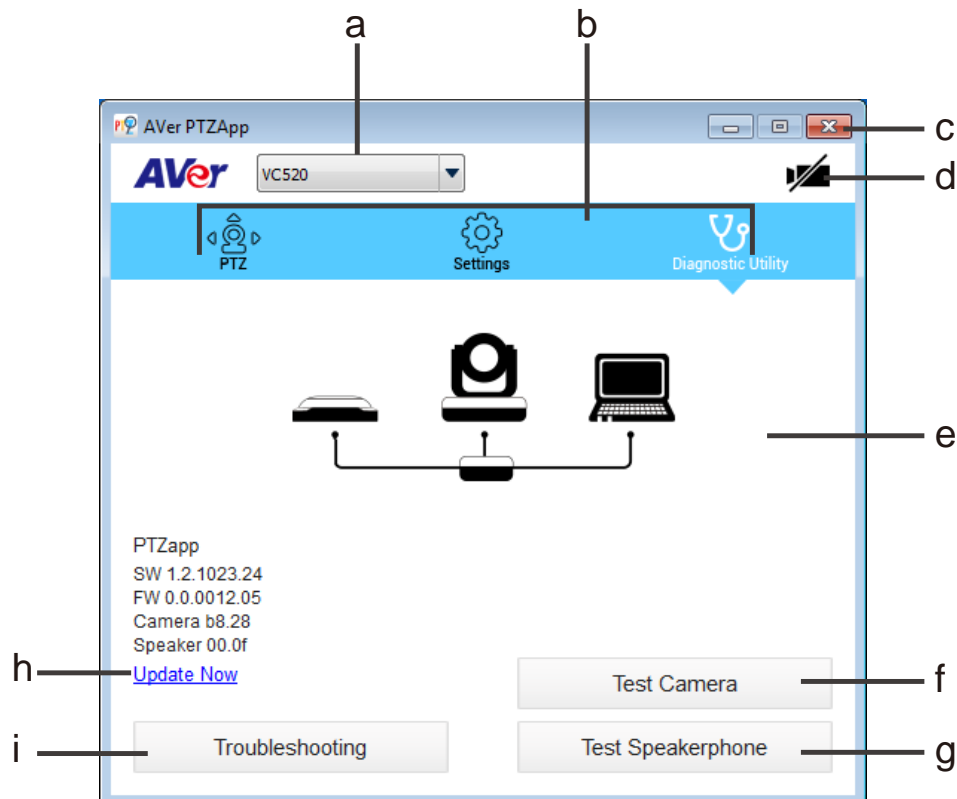 a
b
AVer PTZApp
c
AVer
VC520
d
PTZ
Settings
Diagnostic Utility
e
PTZapp
SW 1.2.1023.24
FW 0.0.0012.05
Camera b8.28
Speaker 00.0f
h
Update Now
Test Camera
f
i
Troubleshooting
Test Speakerphone
g